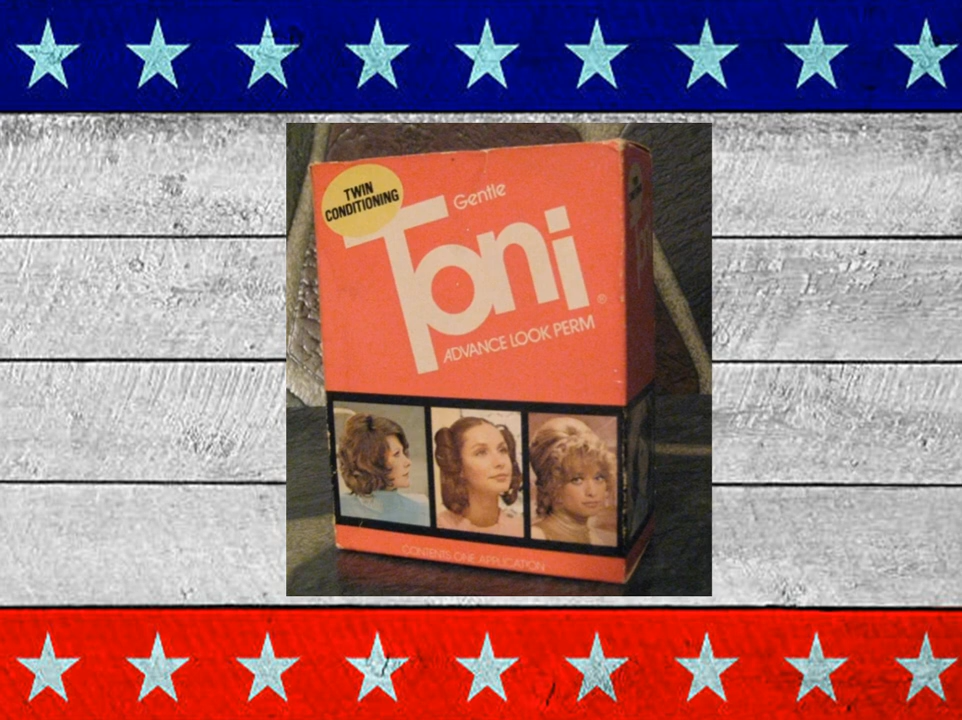 TWIN
CONDITIONING
Gentle
Toni®
ADVANCE LOOK PERM
CONTENTS ONE APPLICATION